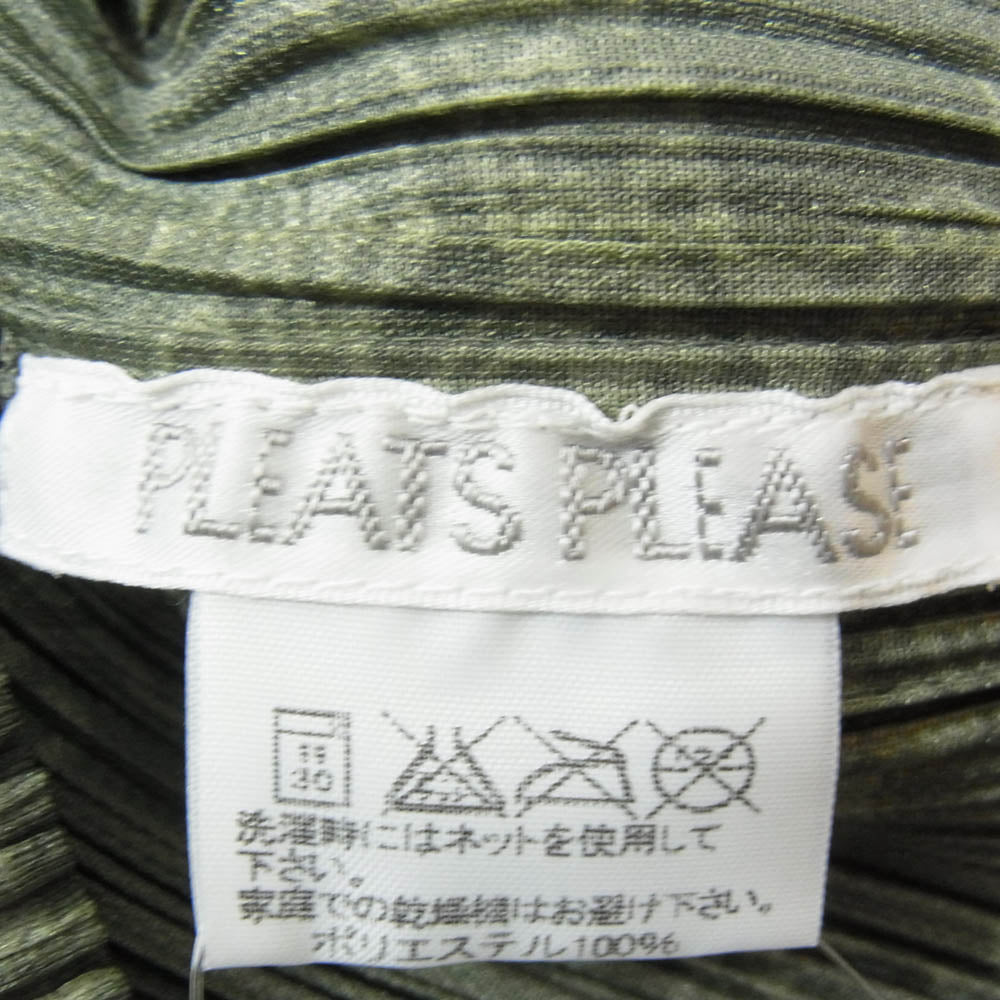 PLEATS PLEASE
洗濯時にはネットを使用して
下さい。
家庭での乾燥機はお避け下さい。
ポリエステル100%